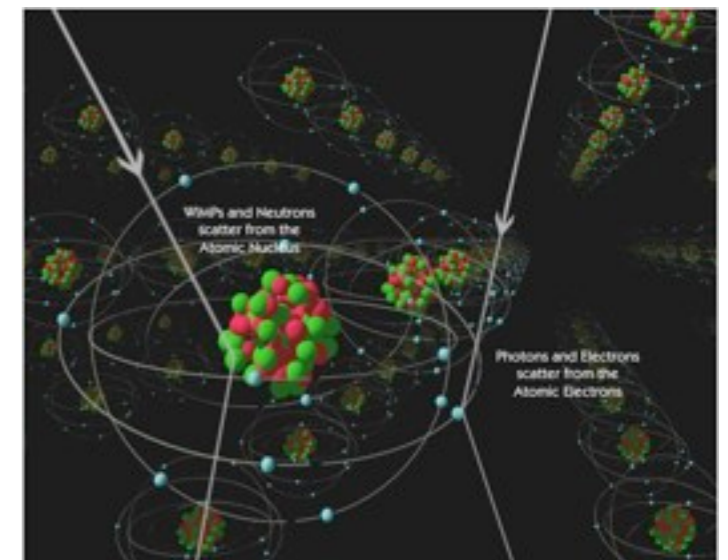 WIMPs and Neutrons
scatter from the
Atomic Nucleus
Photons and Electrons
scatter from the
Atomic Electrons